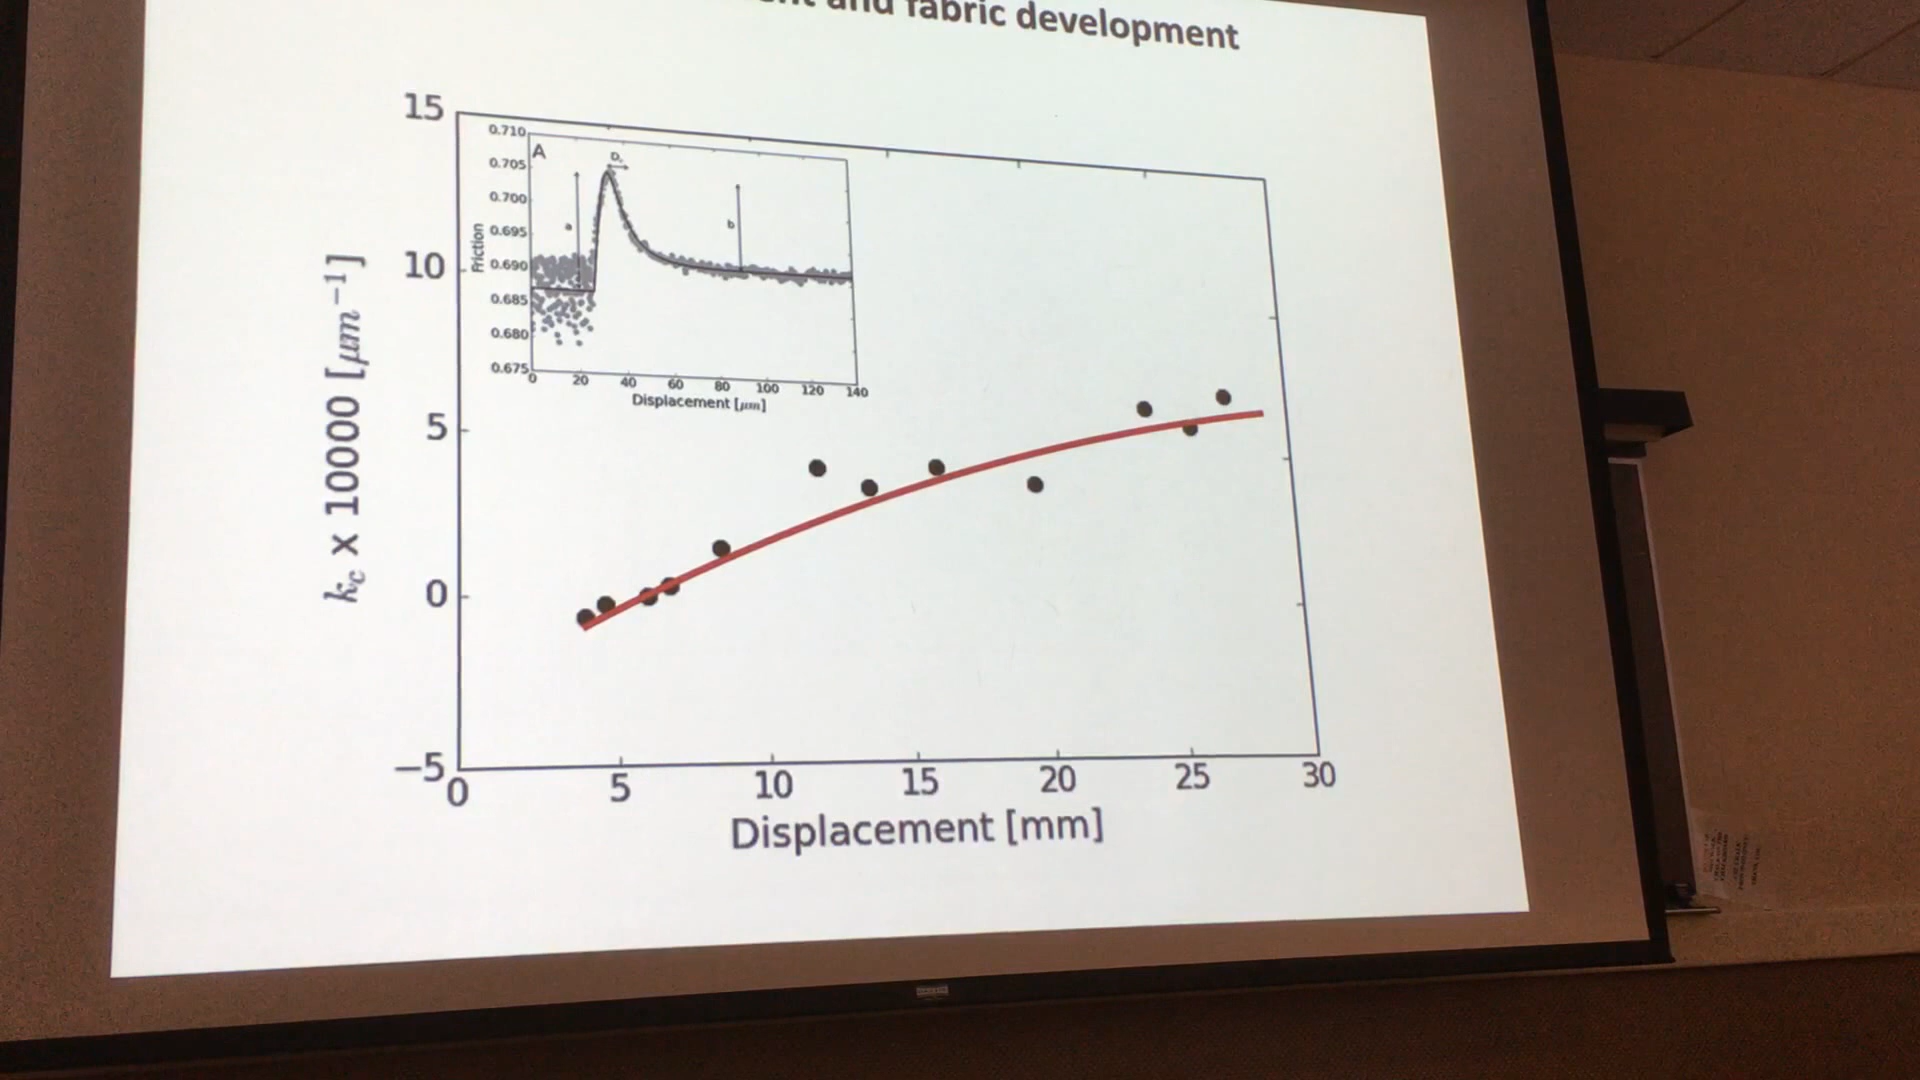 and fabric development
15
10
5
0
−5
k_c x 10000 [μm⁻¹]
0 5 10 15 20 25 30
Displacement [mm]
A
0.710
0.705
0.700
0.695
0.690
0.685
0.680
0.675
Friction
a
b
0 20 40 60 80 100 120 140
Displacement [μm]